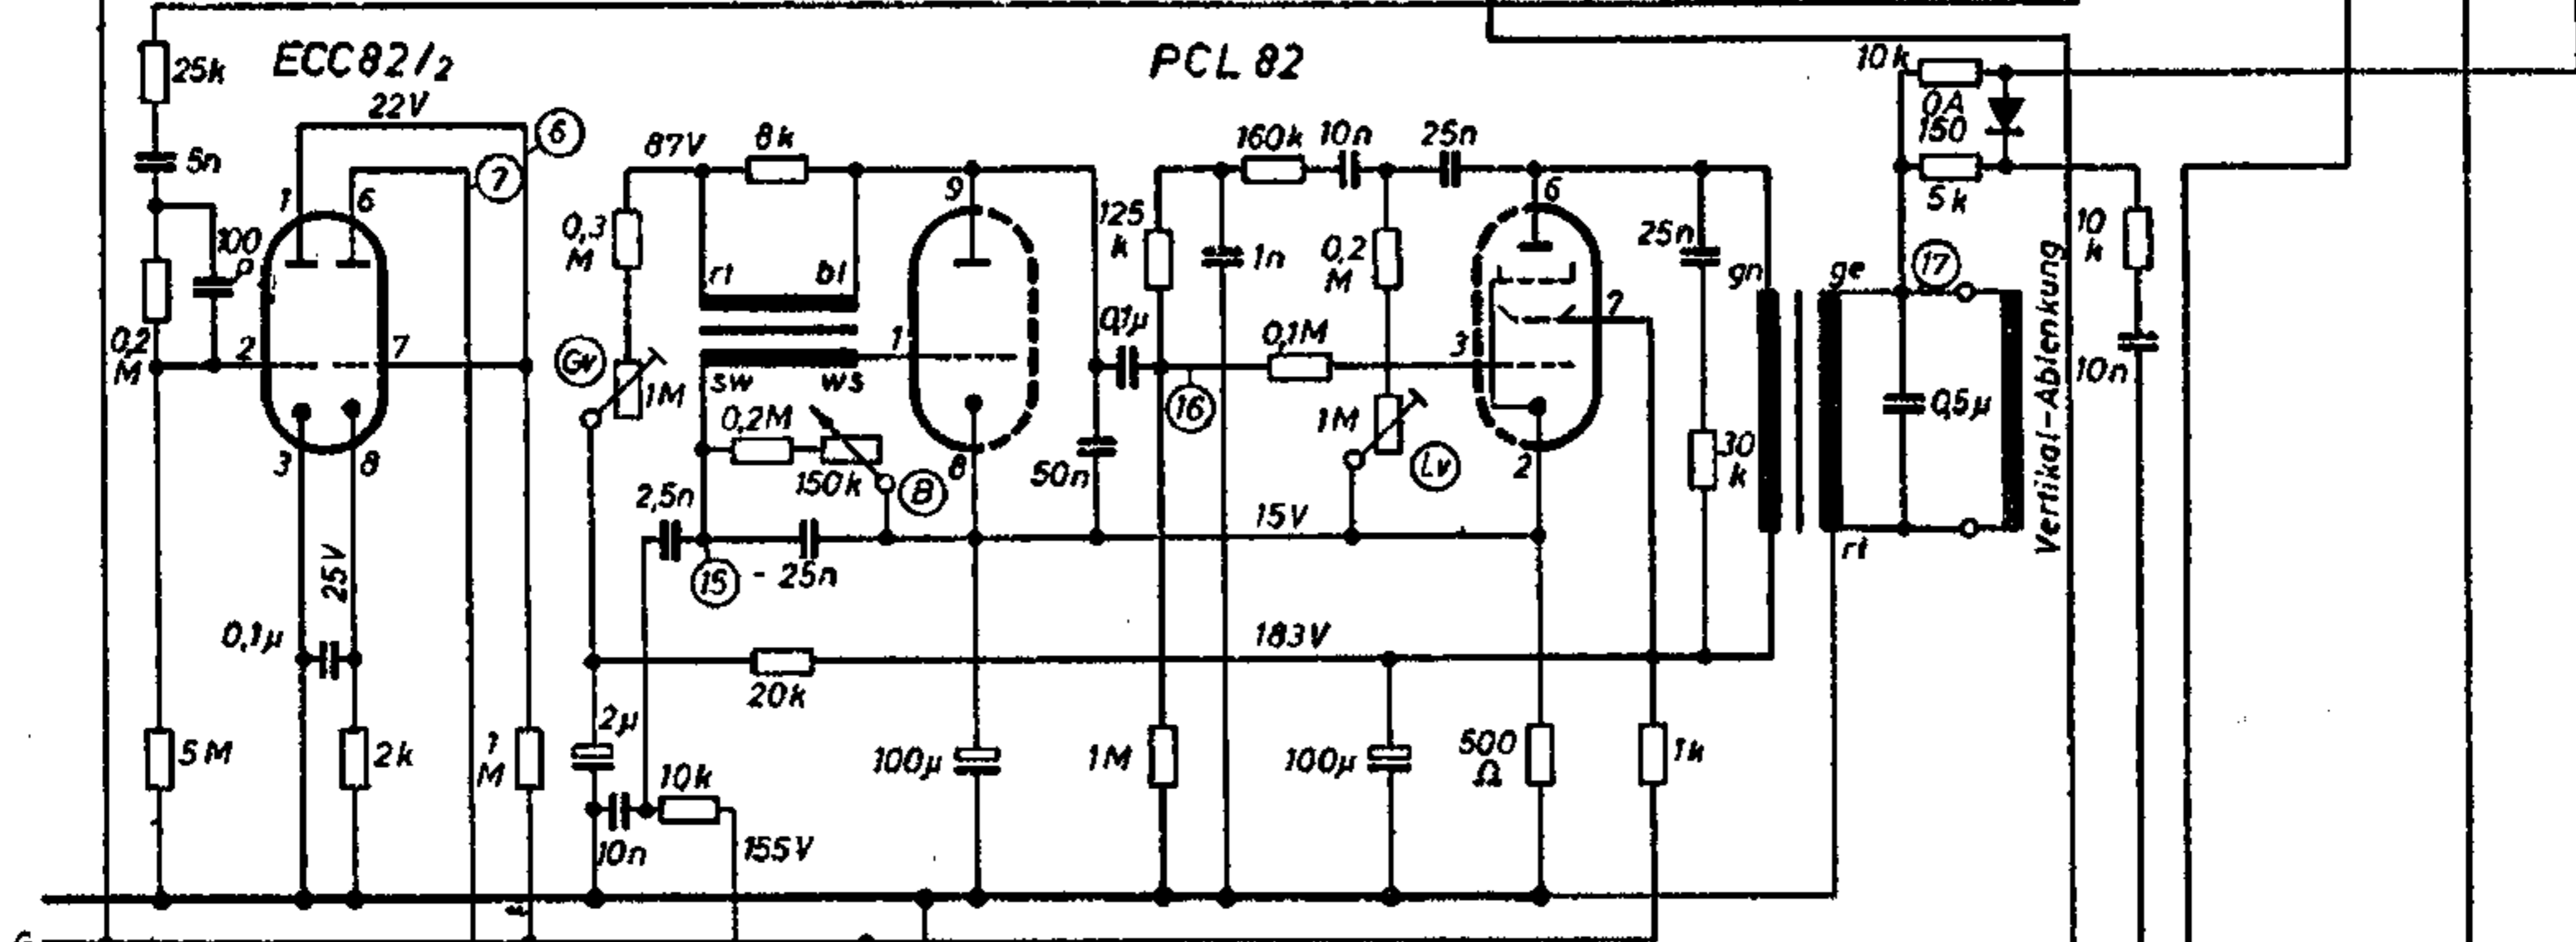 ECC82/2
PCL 82
25k
22V
6
10k
0A
150
5n
87V
8k
160k
10n
25n
7
1
6
9
6
5k
100
p
0,3
M
125
k
1n
0,2
M
25n
10
k
rt
bl
gn
ge
17
7
0,2
M
2
7
Gv
1M
sw
ws
1
0,1µ
0,1M
3
0,5µ
10n
Vertikal-Ablenkung
16
3
8
0,2M
150k
B
8
50n
1M
Lv
2
30
k
2,5n
15
- 25n
15V
rt
25V
0,1µ
183V
20k
5M
2k
1
M
2µ
10k
100µ
1M
100µ
500
Ω
1k
10n
155V